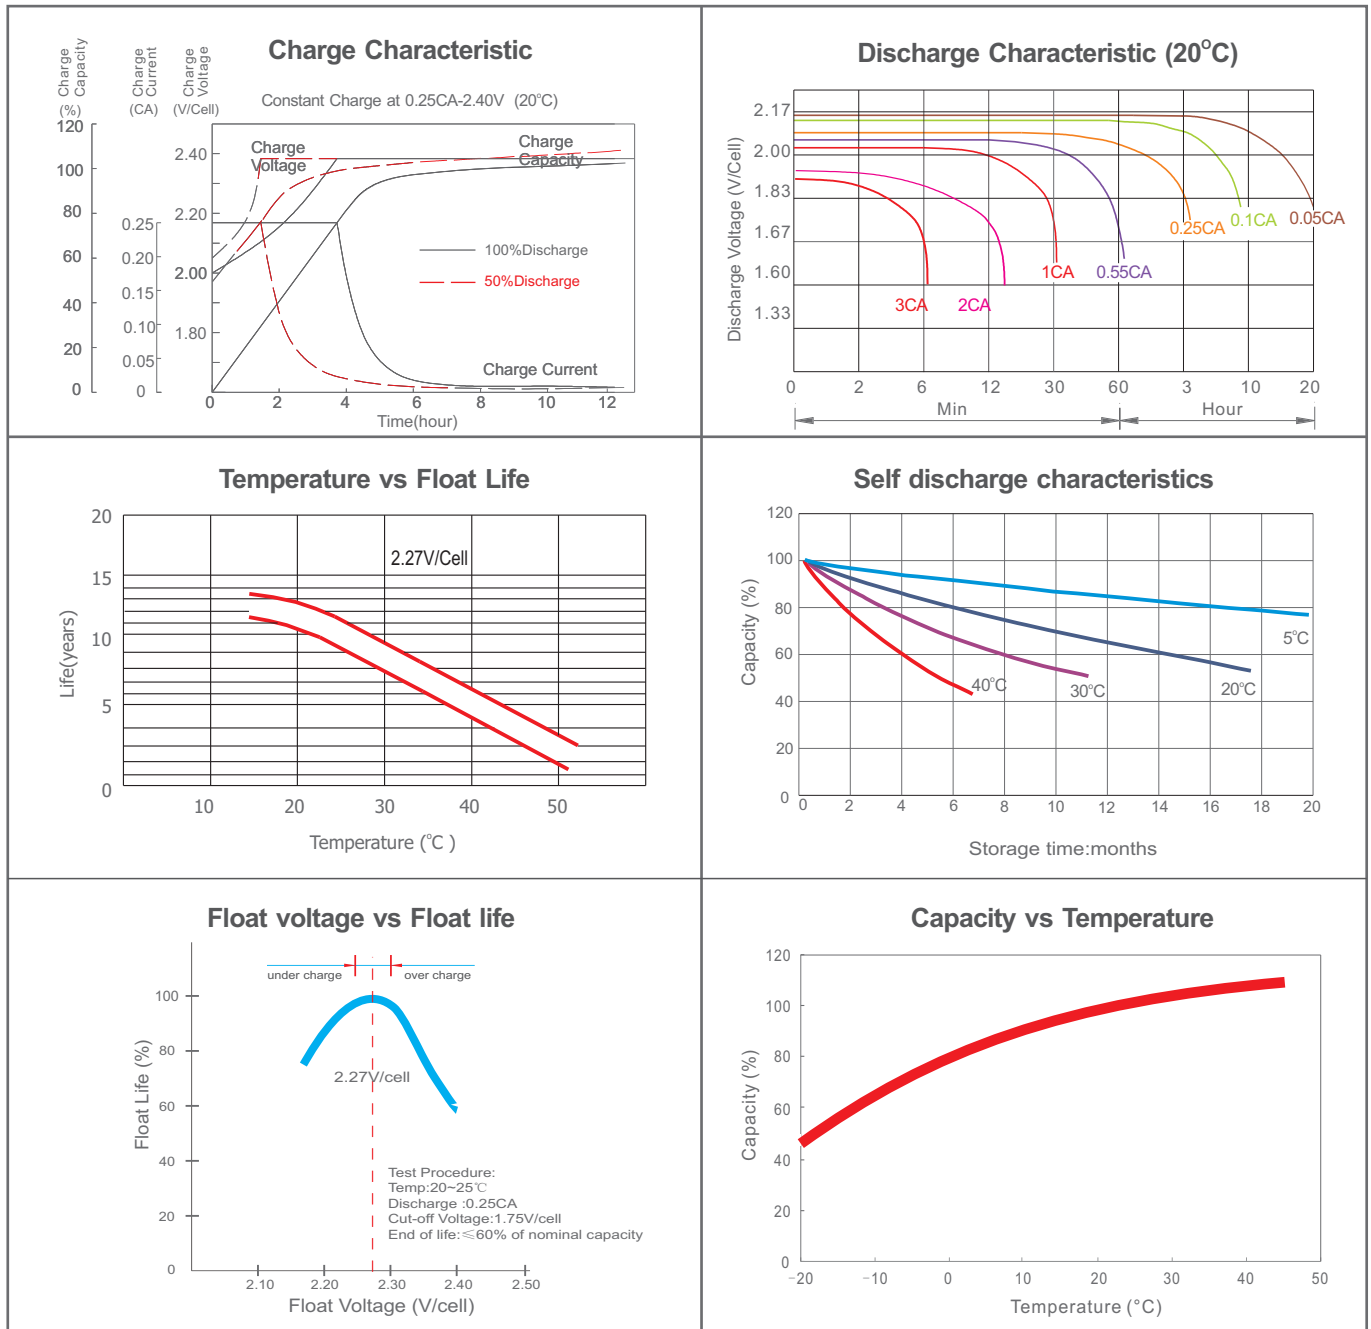 Charge Characteristic
Charge Capacity
(%)
Charge Current
(CA)
Charge Voltage
(V/Cell)
Constant Charge at 0.25CA-2.40V (20°C)
120
100
80
60
40
20
0
0.25
0.20
0.15
0.10
0.05
0
2.40
2.20
2.00
1.80
Charge Voltage
Charge Capacity
100%Discharge
50%Discharge
Charge Current
0 2 4 6 8 10 12
Time(hour)
Discharge Characteristic (20°C)
Discharge Voltage (V/Cell)
2.17
2.00
1.83
1.67
1.60
1.33
3CA
2CA
1CA
0.55CA
0.25CA
0.1CA
0.05CA
0 2 6 12 30 60 3 10 20
Min Hour
Temperature vs Float Life
Life(years)
20
15
10
5
0
2.27V/Cell
10 20 30 40 50
Temperature (°C )
Self discharge characteristics
Capacity (%)
120
100
80
60
40
20
0
5°C
20°C
30°C
40°C
0 2 4 6 8 10 12 14 16 18 20
Storage time:months
Float voltage vs Float life
under charge
over charge
Float Life (%)
100
80
60
40
20
0
2.27V/cell
Test Procedure:
Temp:20~25℃
Discharge :0.25CA
Cut-off Voltage:1.75V/cell
End of life:≤60% of nominal capacity
2.10 2.20 2.30 2.40 2.50
Float Voltage (V/cell)
Capacity vs Temperature
Capacity (%)
120
100
80
60
40
20
0
−20 −10 0 10 20 30 40 50
Temperature (°C)